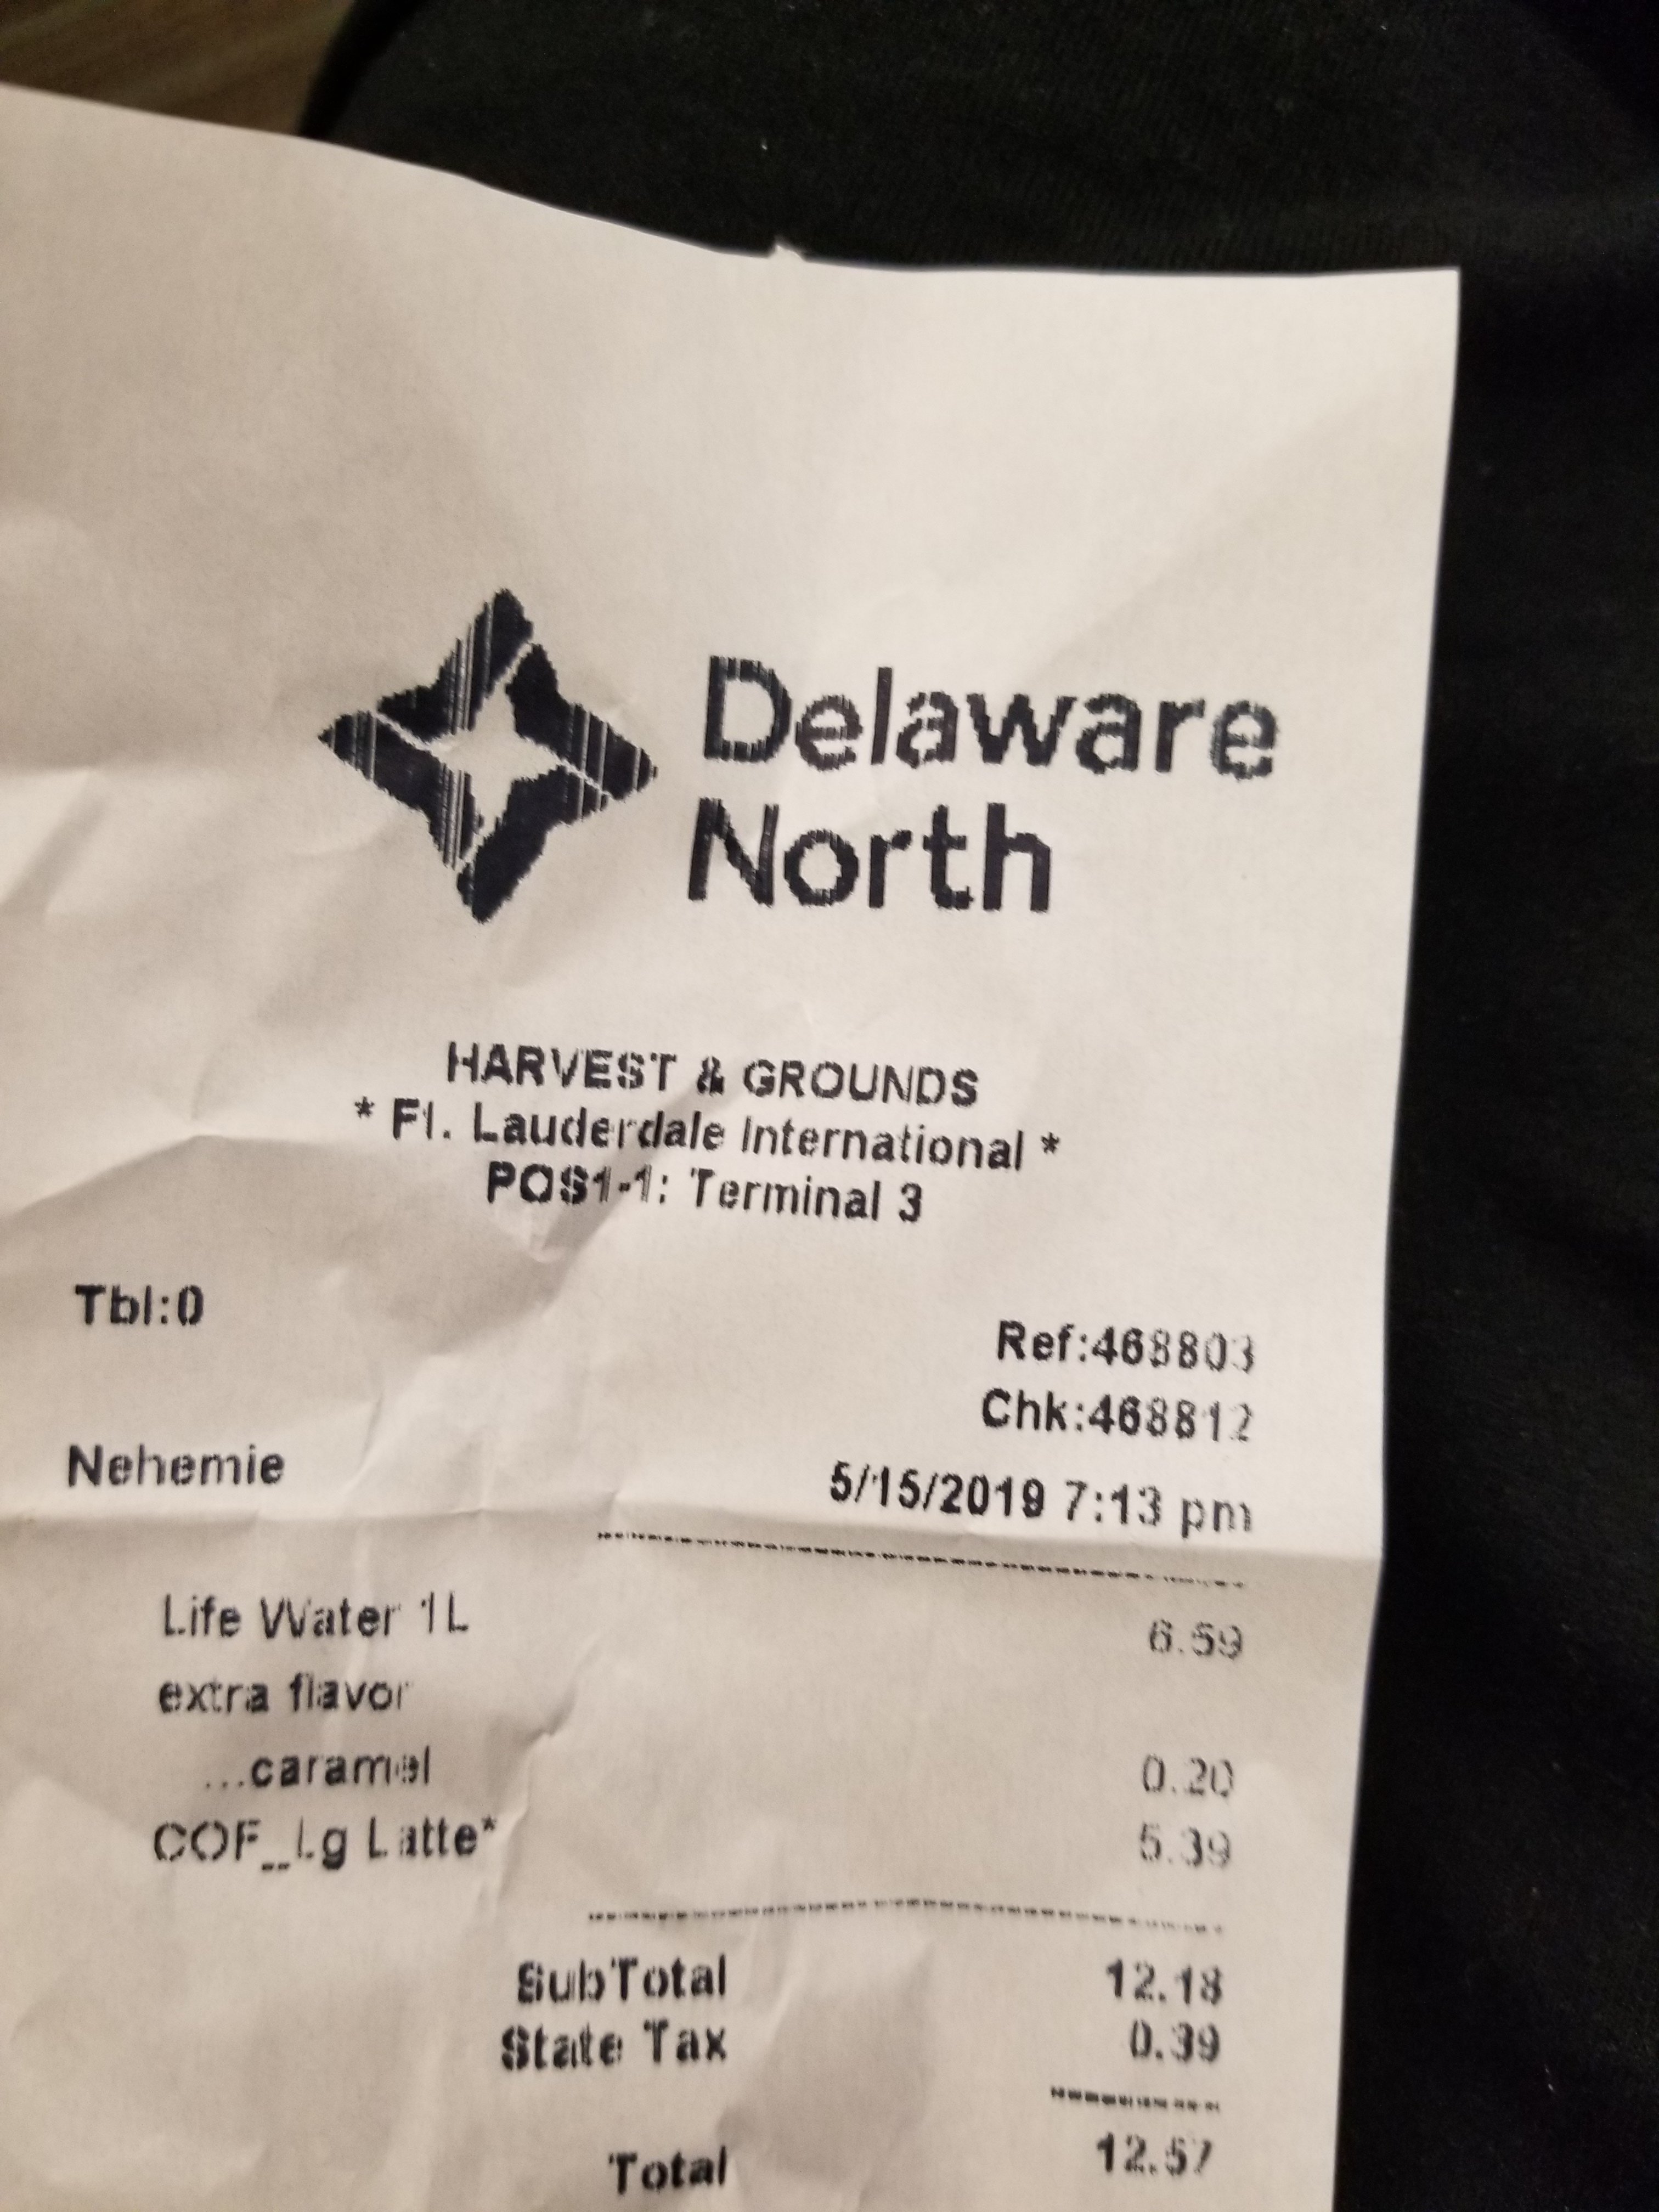 Delaware
North
HARVEST & GROUNDS
* Ft. Lauderdale International *
POS1-1: Terminal 3
Tbl:0
Ref:468803
Chk:468812
Nehemie 5/15/2019 7:13 pm
Life Water 1L 6.59
extra flavor
...caramel 0.20
COF_Lg Latte* 5.39
SubTotal 12.18
State Tax 0.39
Total 12.57